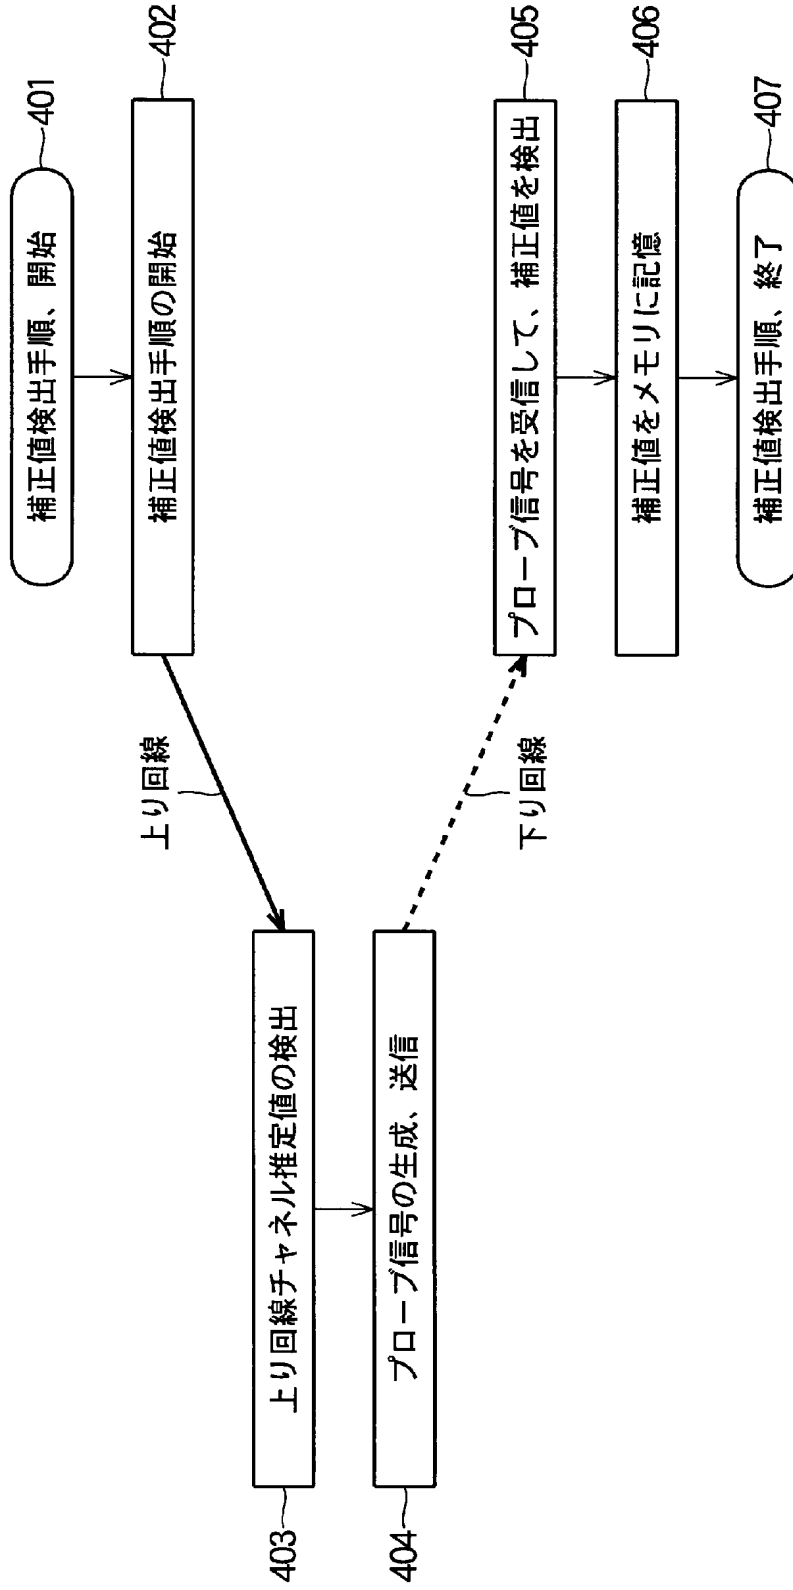 401
補正値検出手順、開始
402
補正値検出手順の開始
上り回線
403
上り回線チャネル推定値の検出
404
プローブ信号の生成、送信
下り回線
405
プローブ信号を受信して、補正値を検出
406
補正値をメモリに記憶
407
補正値検出手順、終了